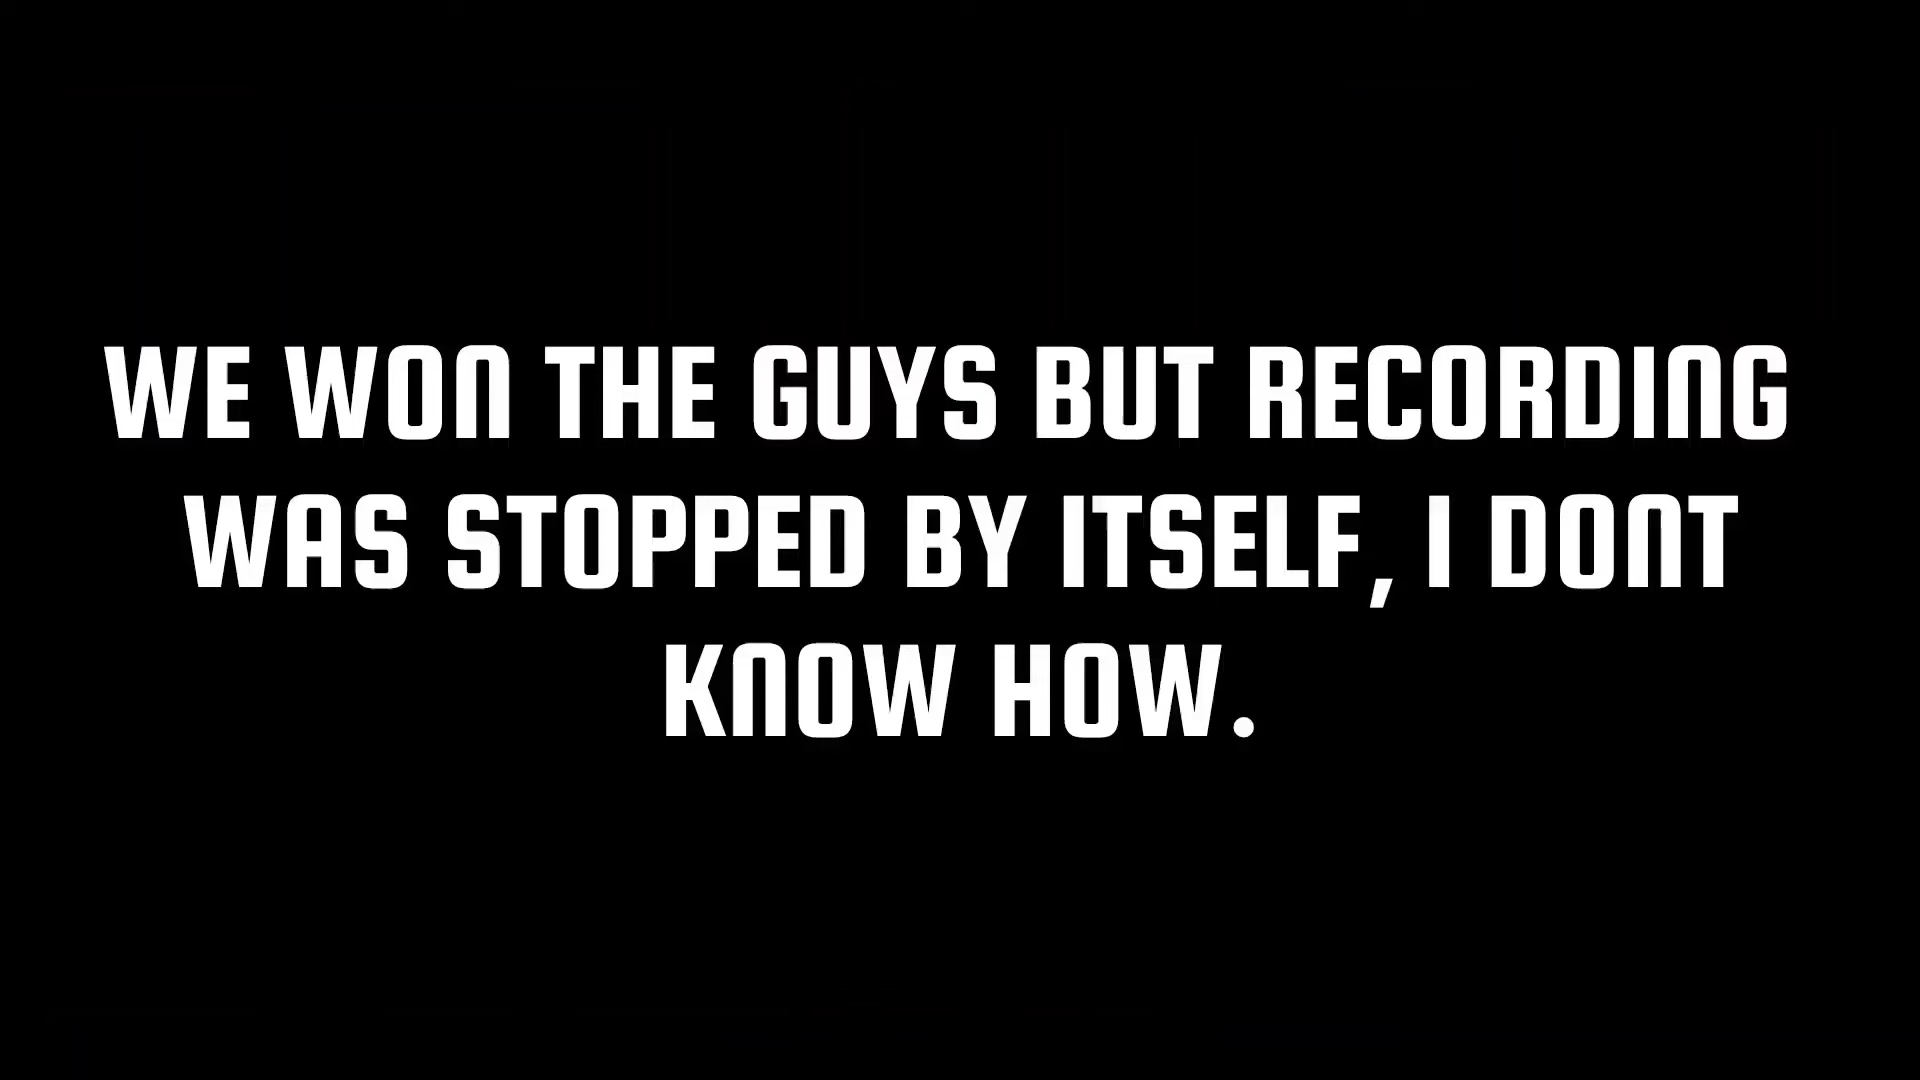 WE WON THE GUYS BUT RECORDING
WAS STOPPED BY ITSELF, I DONT
KNOW HOW.